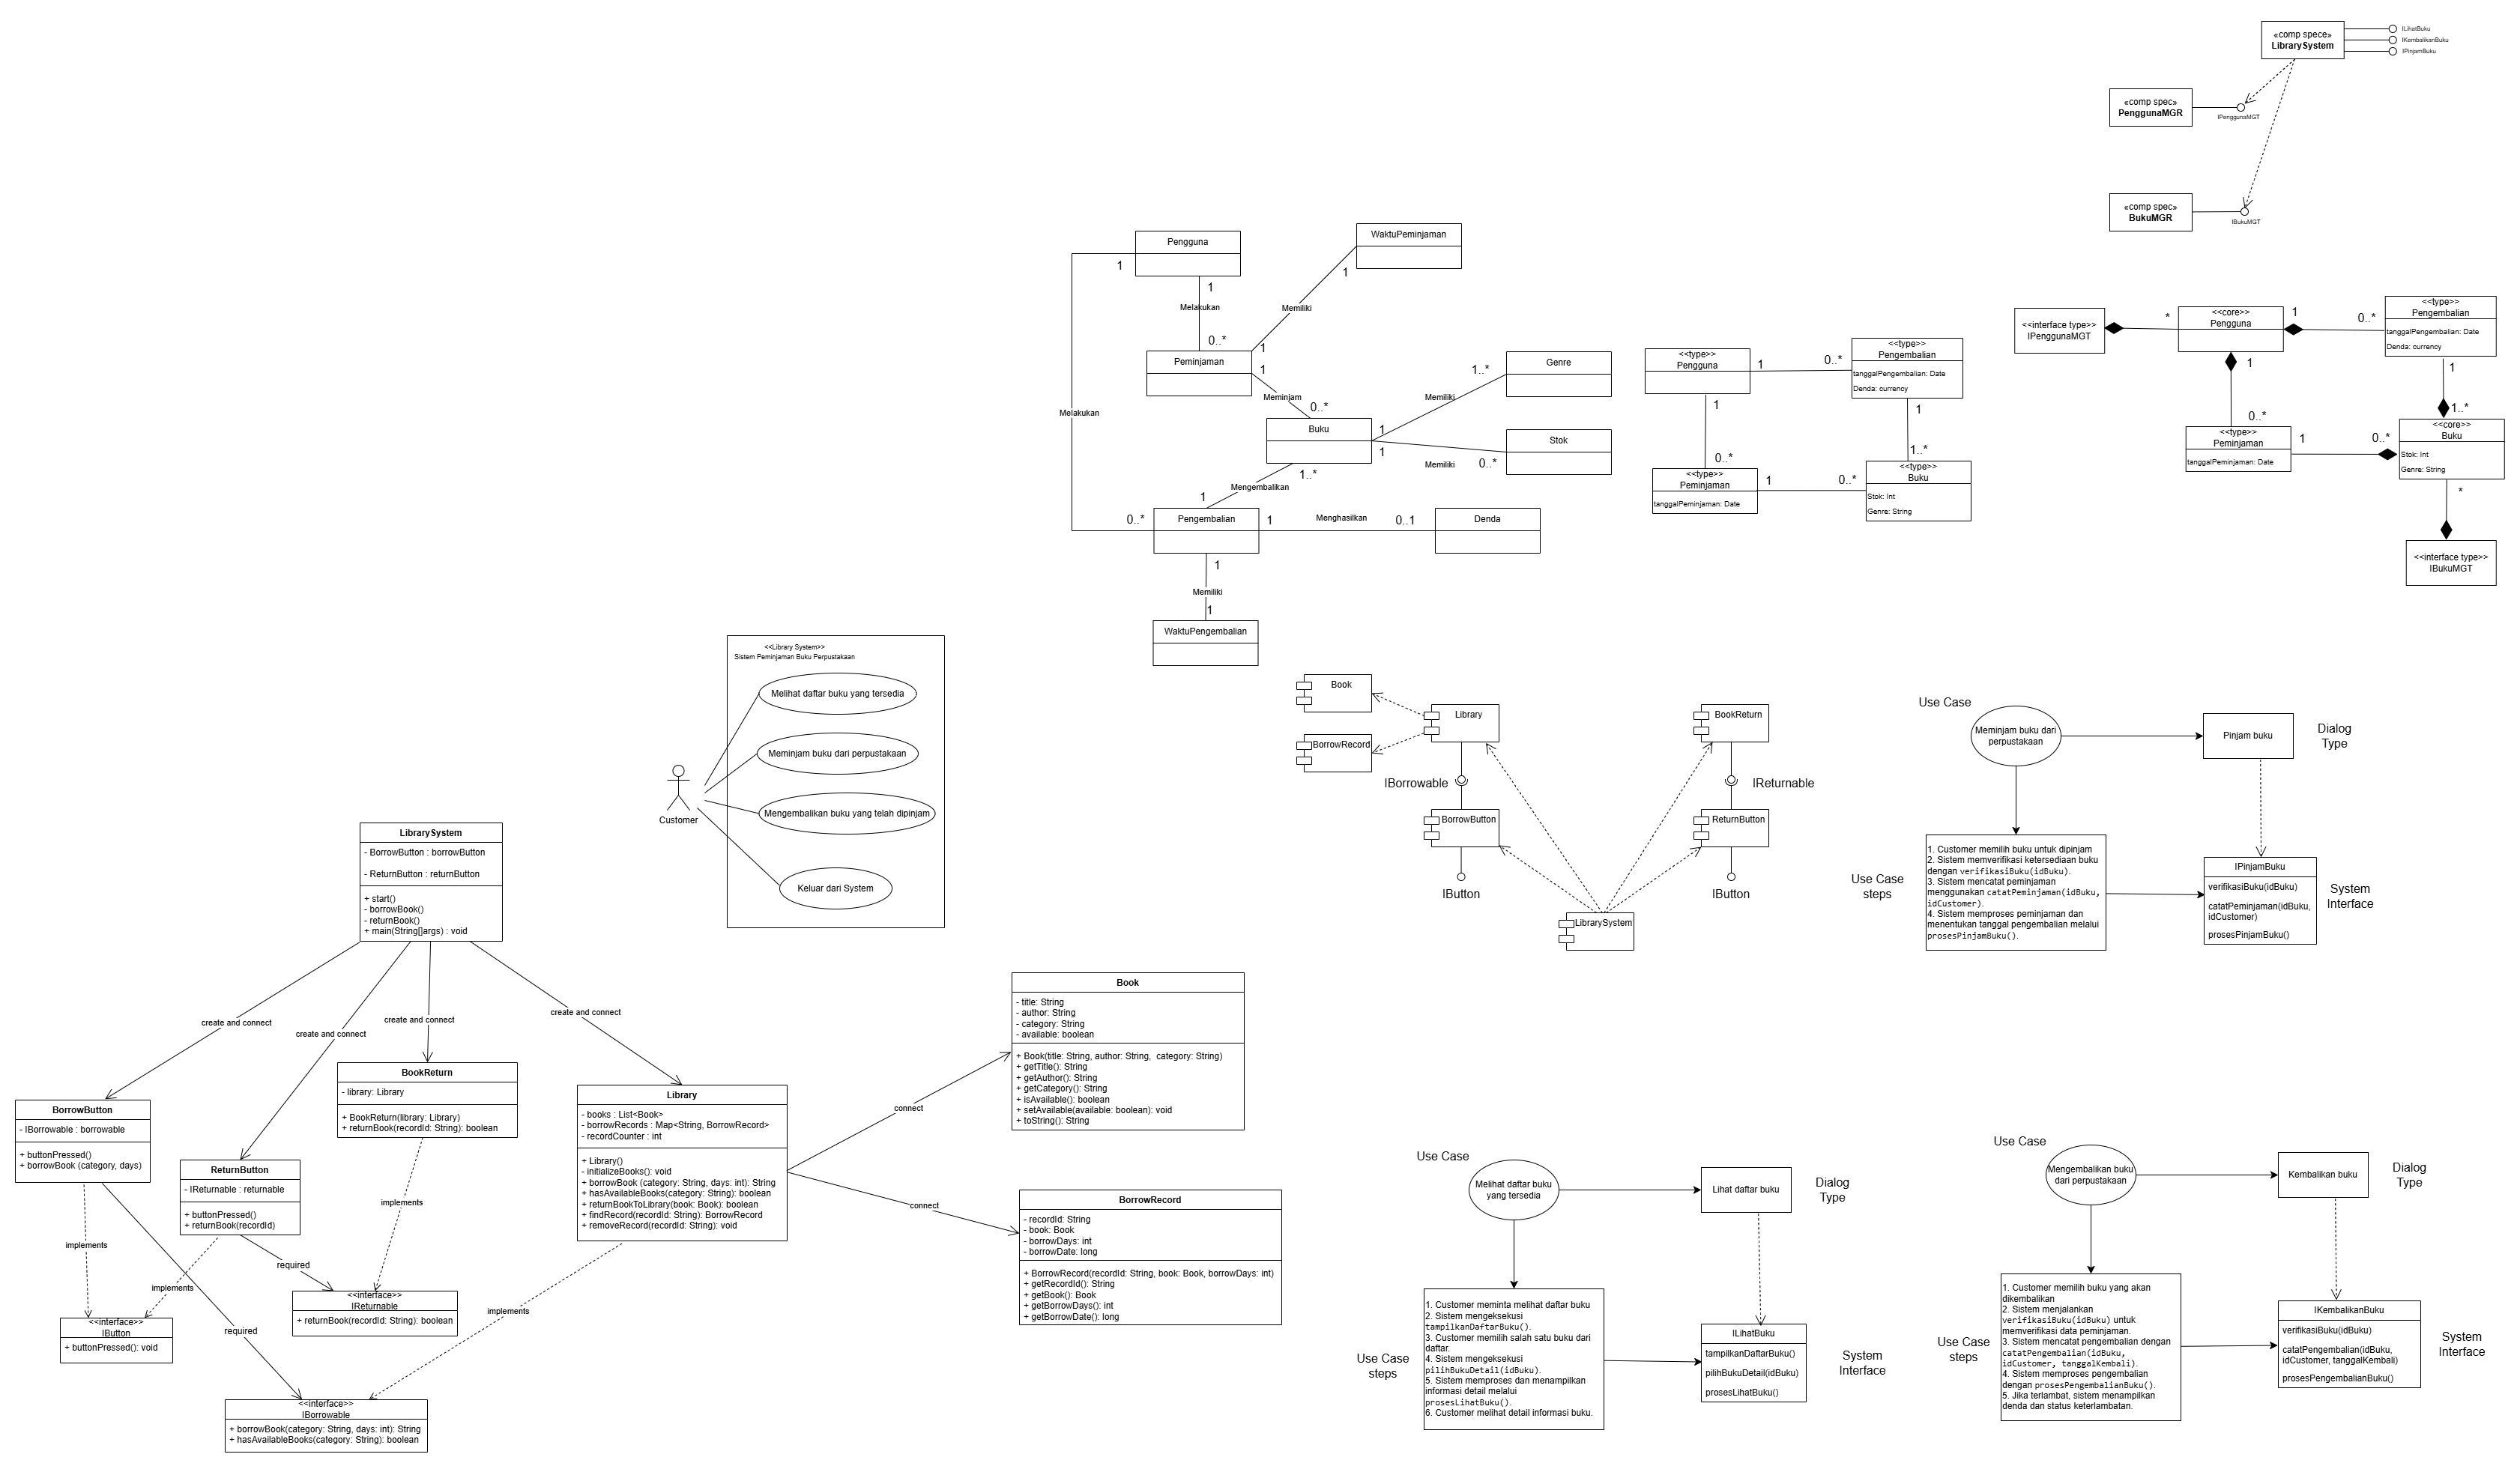 «comp spece»
LibrarySystem
ILihatBuku
IKembalikanBuku
IPinjamBuku
«comp spec»
PenggunaMGR
IPenggunaMGT
«comp spec»
BukuMGR
IBukuMGT
Pengguna
1
1
Melakukan
0..*
Peminjaman
WaktuPeminjaman
1
Memiliki
1
1
Meminjam
0..*
Buku
1
1
Memiliki
1..*
Genre
Memiliki
0..*
Stok
1..*
Mengembalikan
1
Melakukan
0..*
Pengembalian
1
Menghasilkan
0..1
Denda
1
Memiliki
1
WaktuPengembalian
<<type>>
Pengguna
1
0..*
<<type>>
Pengembalian
tanggalPengembalian: Date
Denda: currency
1
1
0..*
1..*
<<type>>
Peminjaman
tanggalPeminjaman: Date
1
0..*
<<type>>
Buku
Stok: Int
Genre: String
<<interface type>>
IPenggunaMGT
*
<<core>>
Pengguna
1
0..*
<<type>>
Pengembalian
tanggalPengembalian: Date
Denda: currency
1
1
0..*
1..*
<<type>>
Peminjaman
tanggalPeminjaman: Date
1
0..*
<<core>>
Buku
Stok: Int
Genre: String
*
<<interface type>>
IBukuMGT
<<Library System>>
Sistem Peminjaman Buku Perpustakaan
Melihat daftar buku yang tersedia
Meminjam buku dari perpustakaan
Mengembalikan buku yang telah dipinjam
Keluar dari System
Customer
Book
BorrowRecord
Library
BookReturn
IBorrowable
IReturnable
BorrowButton
ReturnButton
IButton
IButton
LibrarySystem
Use Case
Meminjam buku dari
perpustakaan
Pinjam buku
Dialog
Type
Use Case
steps
1. Customer memilih buku untuk dipinjam
2. Sistem memverifikasi ketersediaan buku
dengan verifikasiBuku(idBuku).
3. Sistem mencatat peminjaman
menggunakan catatPeminjaman(idBuku,
idCustomer).
4. Sistem memproses peminjaman dan
menentukan tanggal pengembalian melalui
prosesPinjamBuku().
IPinjamBuku
verifikasiBuku(idBuku)
catatPeminjaman(idBuku,
idCustomer)
prosesPinjamBuku()
System
Interface
LibrarySystem
- BorrowButton : borrowButton
- ReturnButton : returnButton
+ start()
- borrowBook()
- returnBook()
+ main(String[]args) : void
create and connect
create and connect
create and connect
create and connect
BorrowButton
- IBorrowable : borrowable
+ buttonPressed()
+ borrowBook (category, days)
ReturnButton
- IReturnable : returnable
+ buttonPressed()
+ returnBook(recordId)
BookReturn
- library: Library
+ BookReturn(library: Library)
+ returnBook(recordId: String): boolean
Library
- books : List<Book>
- borrowRecords : Map<String, BorrowRecord>
- recordCounter : int
+ Library()
- initializeBooks(): void
+ borrowBook (category: String, days: int): String
+ hasAvailableBooks(category: String): boolean
+ returnBookToLibrary(book: Book): boolean
+ findRecord(recordId: String): BorrowRecord
+ removeRecord(recordId: String): void
connect
connect
Book
- title: String
- author: String
- category: String
- available: boolean
+ Book(title: String, author: String, category: String)
+ getTitle(): String
+ getAuthor(): String
+ getCategory(): String
+ isAvailable(): boolean
+ setAvailable(available: boolean): void
+ toString(): String
BorrowRecord
- recordId: String
- book: Book
- borrowDays: int
- borrowDate: long
+ BorrowRecord(recordId: String, book: Book, borrowDays: int)
+ getRecordId(): String
+ getBook(): Book
+ getBorrowDays(): int
+ getBorrowDate(): long
implements
implements
required
implements
required
implements
<<interface>>
IButton
+ buttonPressed(): void
<<interface>>
IReturnable
+ returnBook(recordId: String): boolean
<<interface>>
IBorrowable
+ borrowBook(category: String, days: int): String
+ hasAvailableBooks(category: String): boolean
Use Case
Melihat daftar buku
yang tersedia
Lihat daftar buku
Dialog
Type
Use Case
steps
1. Customer meminta melihat daftar buku
2. Sistem mengeksekusi
tampilkanDaftarBuku().
3. Customer memilih salah satu buku dari
daftar.
4. Sistem mengeksekusi
pilihBukuDetail(idBuku).
5. Sistem memproses dan menampilkan
informasi detail melalui
prosesLihatBuku().
6. Customer melihat detail informasi buku.
ILihatBuku
tampilkanDaftarBuku()
pilihBukuDetail(idBuku)
prosesLihatBuku()
System
Interface
Use Case
Mengembalikan buku
dari perpustakaan
Kembalikan buku
Dialog
Type
Use Case
steps
1. Customer memilih buku yang akan
dikembalikan
2. Sistem menjalankan
verifikasiBuku(idBuku) untuk
memverifikasi data peminjaman.
3. Sistem mencatat pengembalian dengan
catatPengembalian(idBuku,
idCustomer, tanggalKembali).
4. Sistem memproses pengembalian
dengan prosesPengembalianBuku().
5. Jika terlambat, sistem menampilkan
denda dan status keterlambatan.
IKembalikanBuku
verifikasiBuku(idBuku)
catatPengembalian(idBuku,
idCustomer, tanggalKembali)
prosesPengembalianBuku()
System
Interface